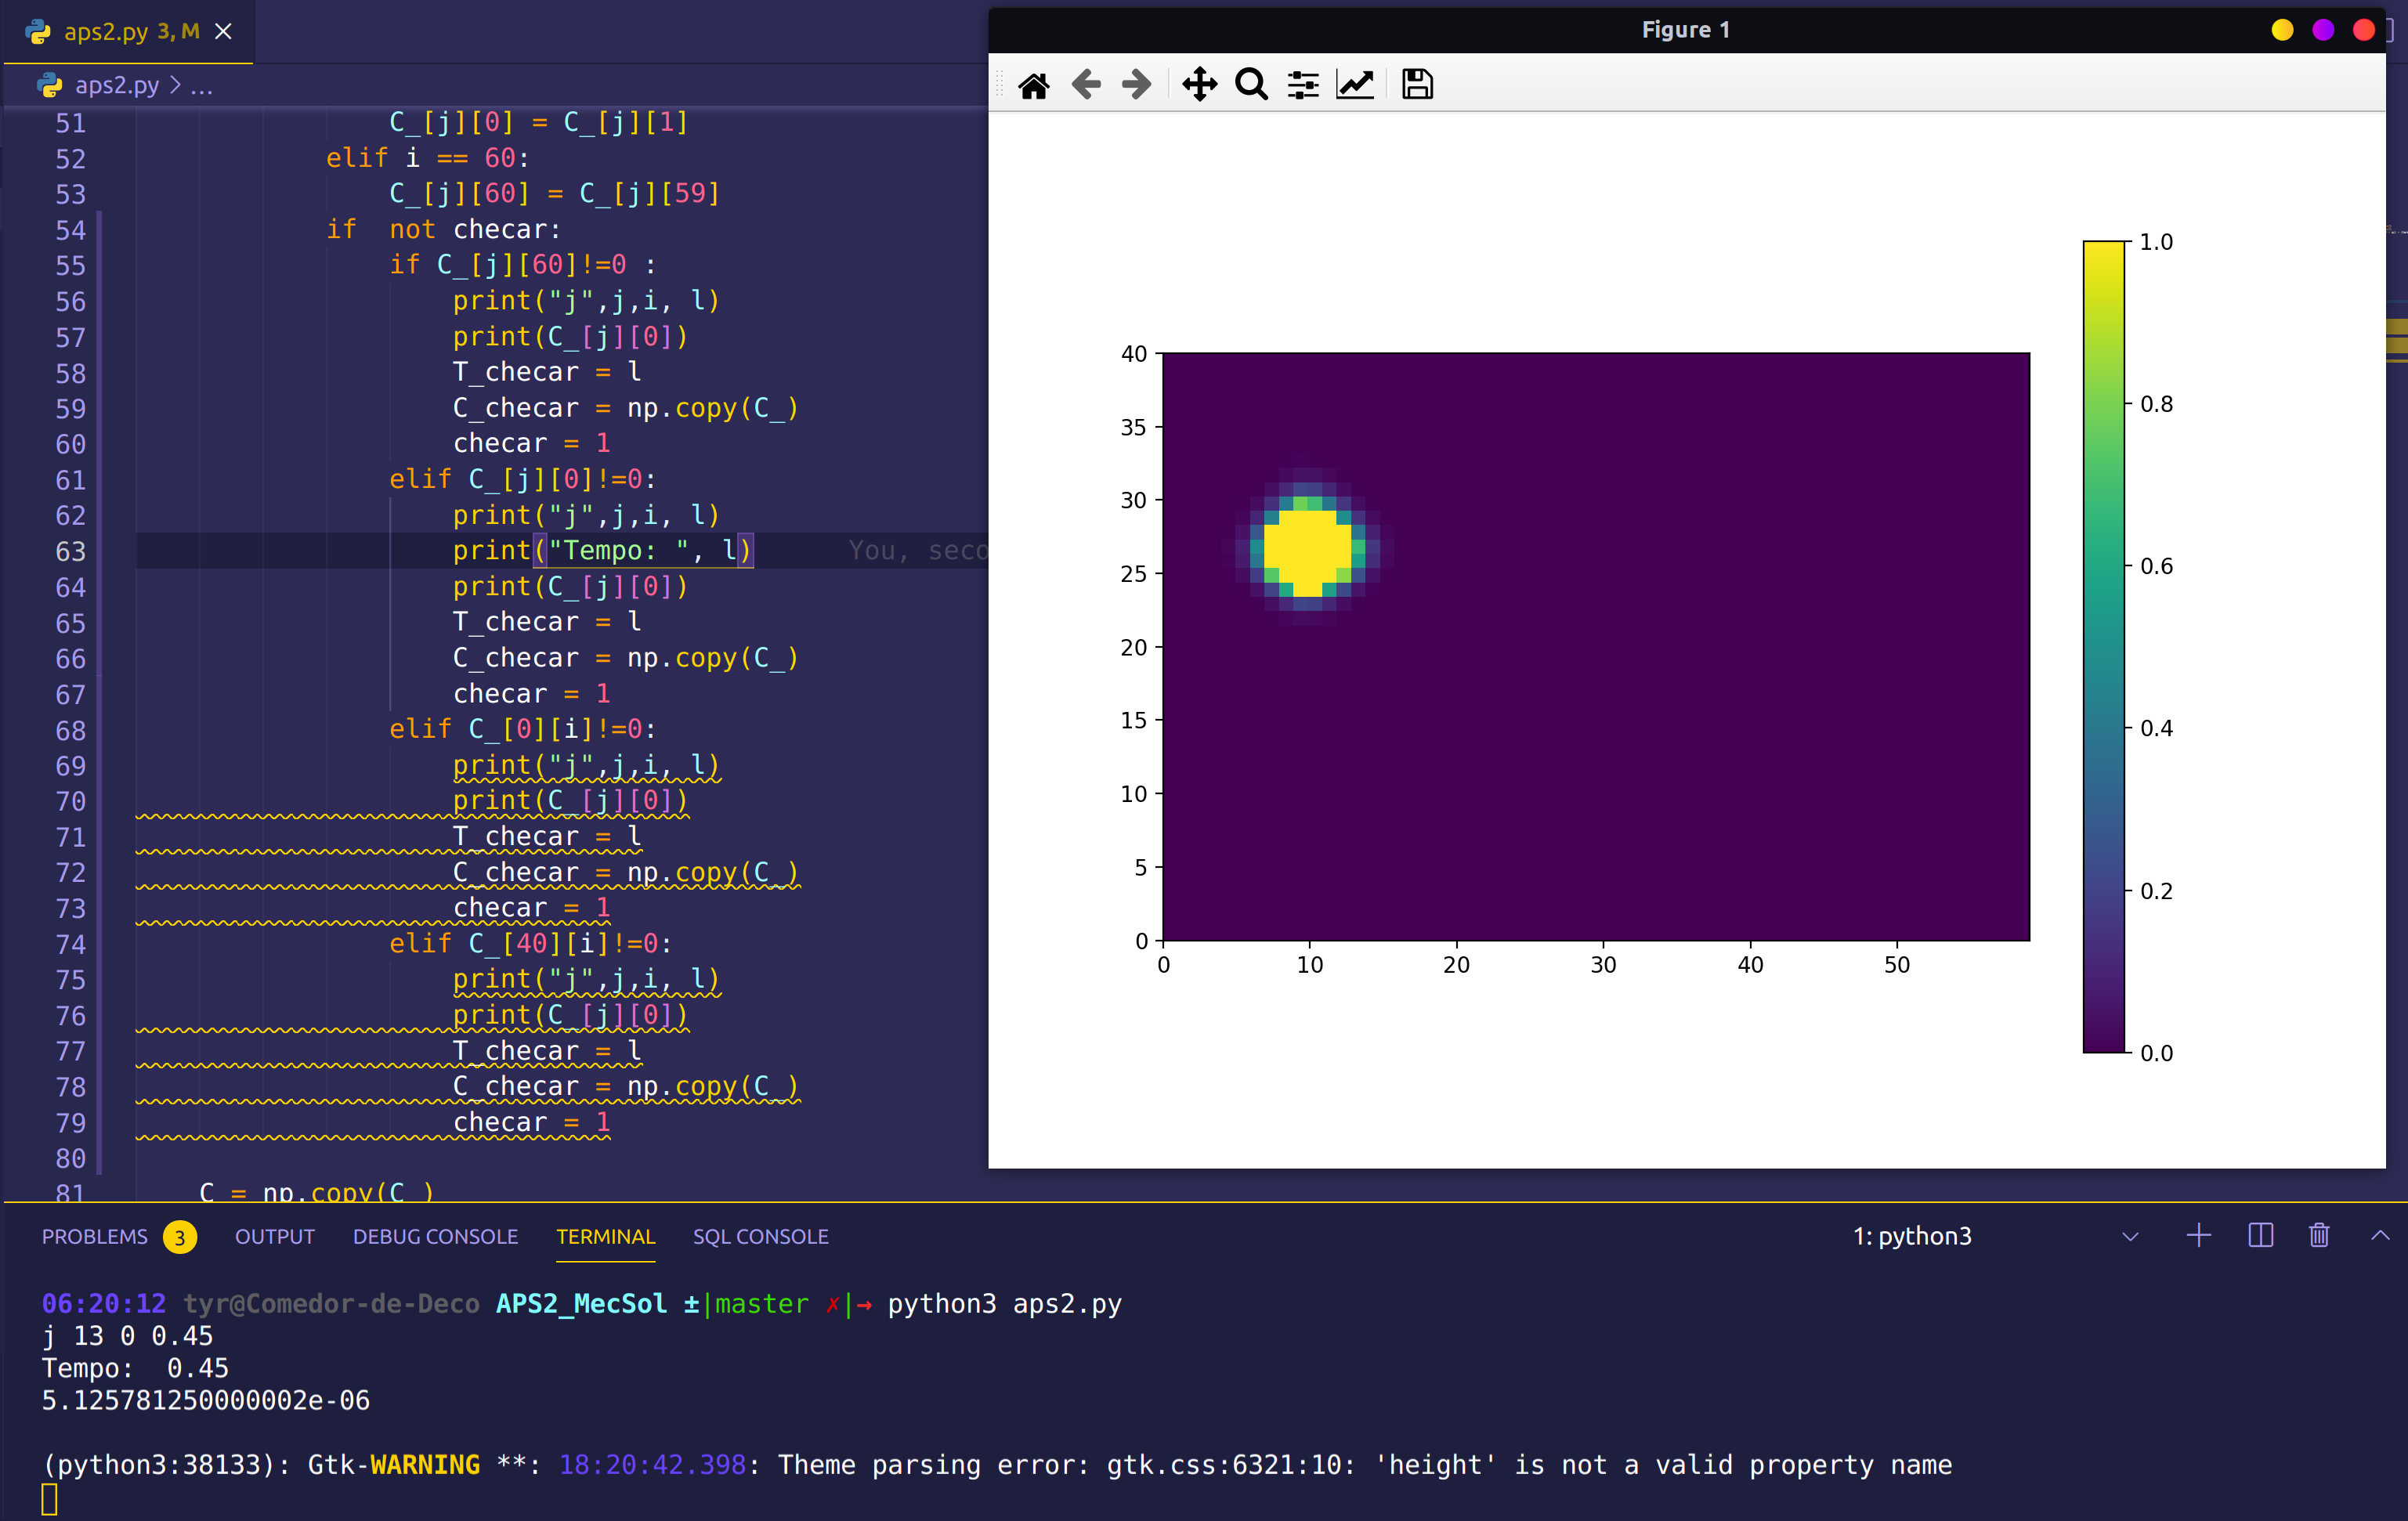 aps2.py 3, M
aps2.py > ...
51 C_[j][0] = C_[j][1]
52 elif i == 60:
53 C_[j][60] = C_[j][59]
54 if  not checar:
55 if C_[j][60]!=0 :
56 print("j",j,i, l)
57 print(C_[j][0])
58 T_checar = l
59 C_checar = np.copy(C_)
60 checar = 1
61 elif C_[j][0]!=0:
62 print("j",j,i, l)
63 print("Tempo: ", l) You, seco
64 print(C_[j][0])
65 T_checar = l
66 C_checar = np.copy(C_)
67 checar = 1
68 elif C_[0][i]!=0:
69 print("j",j,i, l)
70 print(C_[j][0])
71 T_checar = l
72 C_checar = np.copy(C_)
73 checar = 1
74 elif C_[40][i]!=0:
75 print("j",j,i, l)
76 print(C_[j][0])
77 T_checar = l
78 C_checar = np.copy(C_)
79 checar = 1
80
81 C = np.copy(C_)
Figure 1
40
35
30
25
20
15
10
5
0
0 10 20 30 40 50
1.0
0.8
0.6
0.4
0.2
0.0
PROBLEMS 3 OUTPUT DEBUG CONSOLE TERMINAL SQL CONSOLE 1: python3
06:20:12 tyr@Comedor-de-Deco APS2_MecSol ±|master ✗|→ python3 aps2.py
j 13 0 0.45
Tempo:  0.45
5.125781250000002e-06
(python3:38133): Gtk-WARNING **: 18:20:42.398: Theme parsing error: gtk.css:6321:10: 'height' is not a valid property name